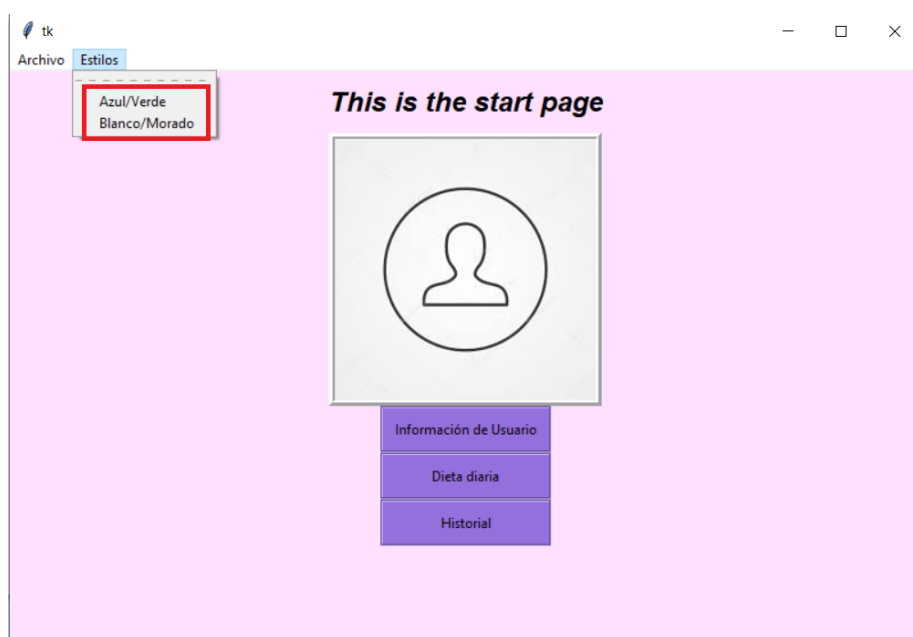 tk
Archivo Estilos
Azul/Verde
Blanco/Morado
This is the start page
Información de Usuario
Dieta diaria
Historial